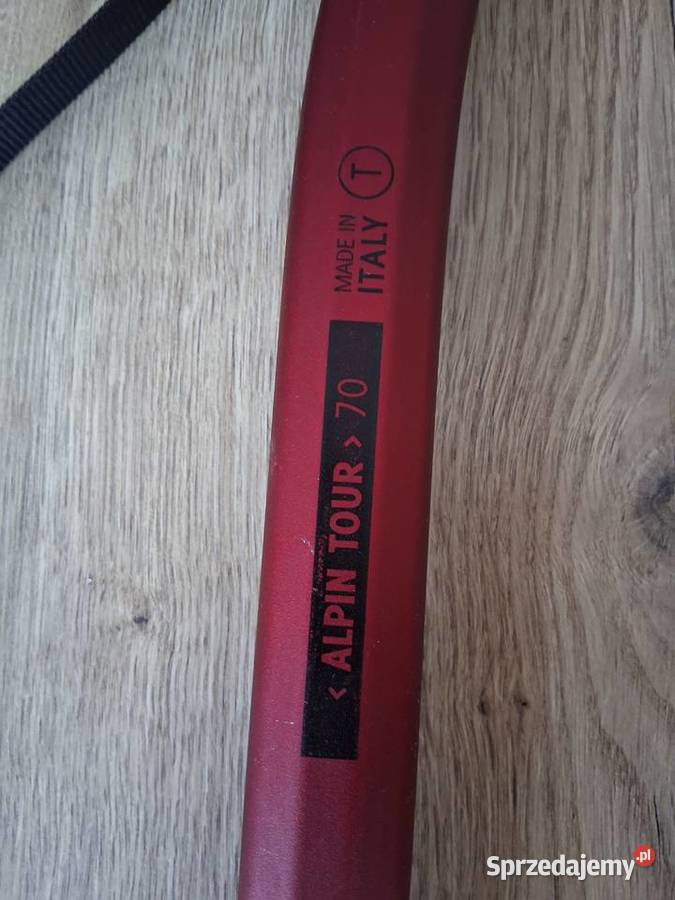 < ALPIN TOUR > 70
MADE IN
ITALY
T
Sprzedajemy.pl